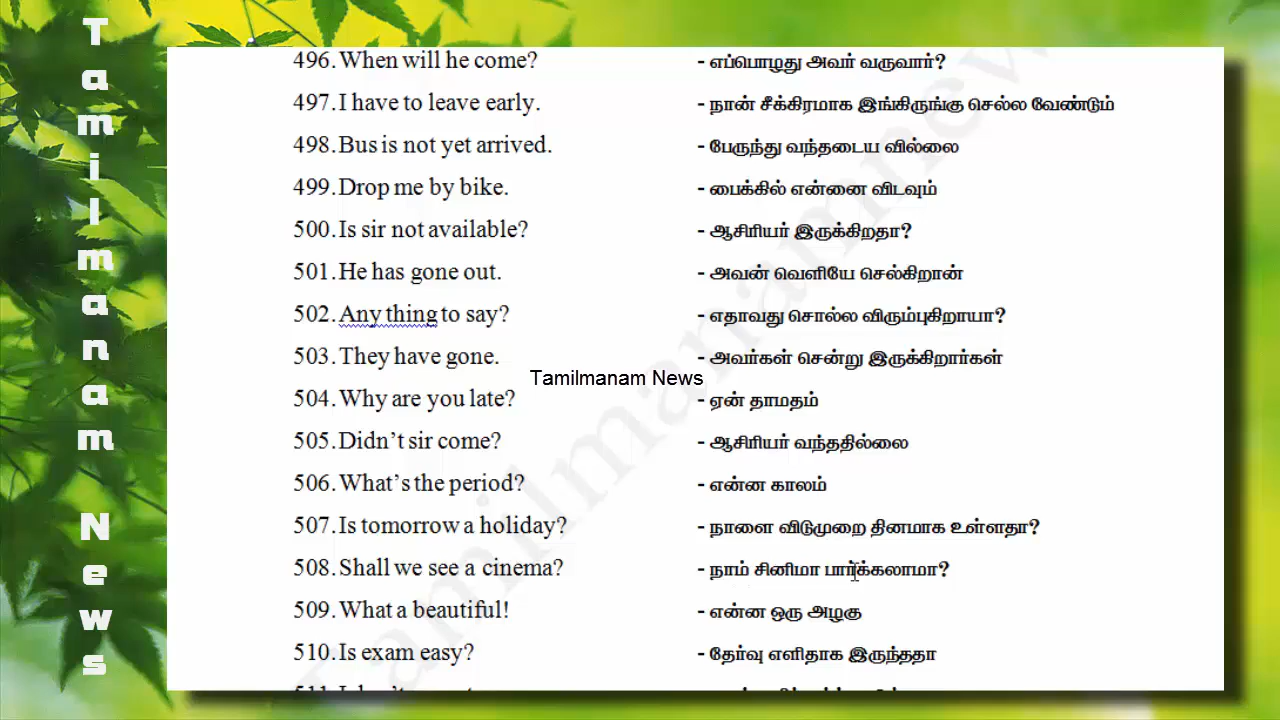 Tamilmanam News
496. When will he come? - எப்பொழுது அவர் வருவார்?
497. I have to leave early. - நான் சீக்கிரமாக இங்கிருங்கு செல்ல வேண்டும்
498. Bus is not yet arrived. - பேருந்து வந்தடைய வில்லை
499. Drop me by bike. - பைக்கில் என்னை விடவும்
500. Is sir not available? - ஆசிரியர் இருக்கிறதா?
501. He has gone out. - அவன் வெளியே செல்கிறான்
502. Any thing to say? - எதாவது சொல்ல விரும்புகிறாயா?
503. They have gone. - அவர்கள் சென்று இருக்கிறார்கள்
Tamilmanam News
504. Why are you late? - ஏன் தாமதம்
505. Didn't sir come? - ஆசிரியர் வந்ததில்லை
506. What's the period? - என்ன காலம்
507. Is tomorrow a holiday? - நாளை விடுமுறை தினமாக உள்ளதா?
508. Shall we see a cinema? - நாம் சினிமா பார்க்கலாமா?
509. What a beautiful! - என்ன ஒரு அழகு
510. Is exam easy? - தேர்வு எளிதாக இருந்ததா